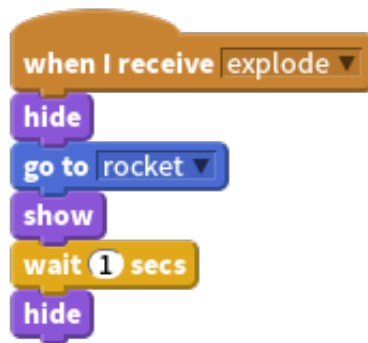 when I receive explode
hide
go to rocket
show
wait 1 secs
hide